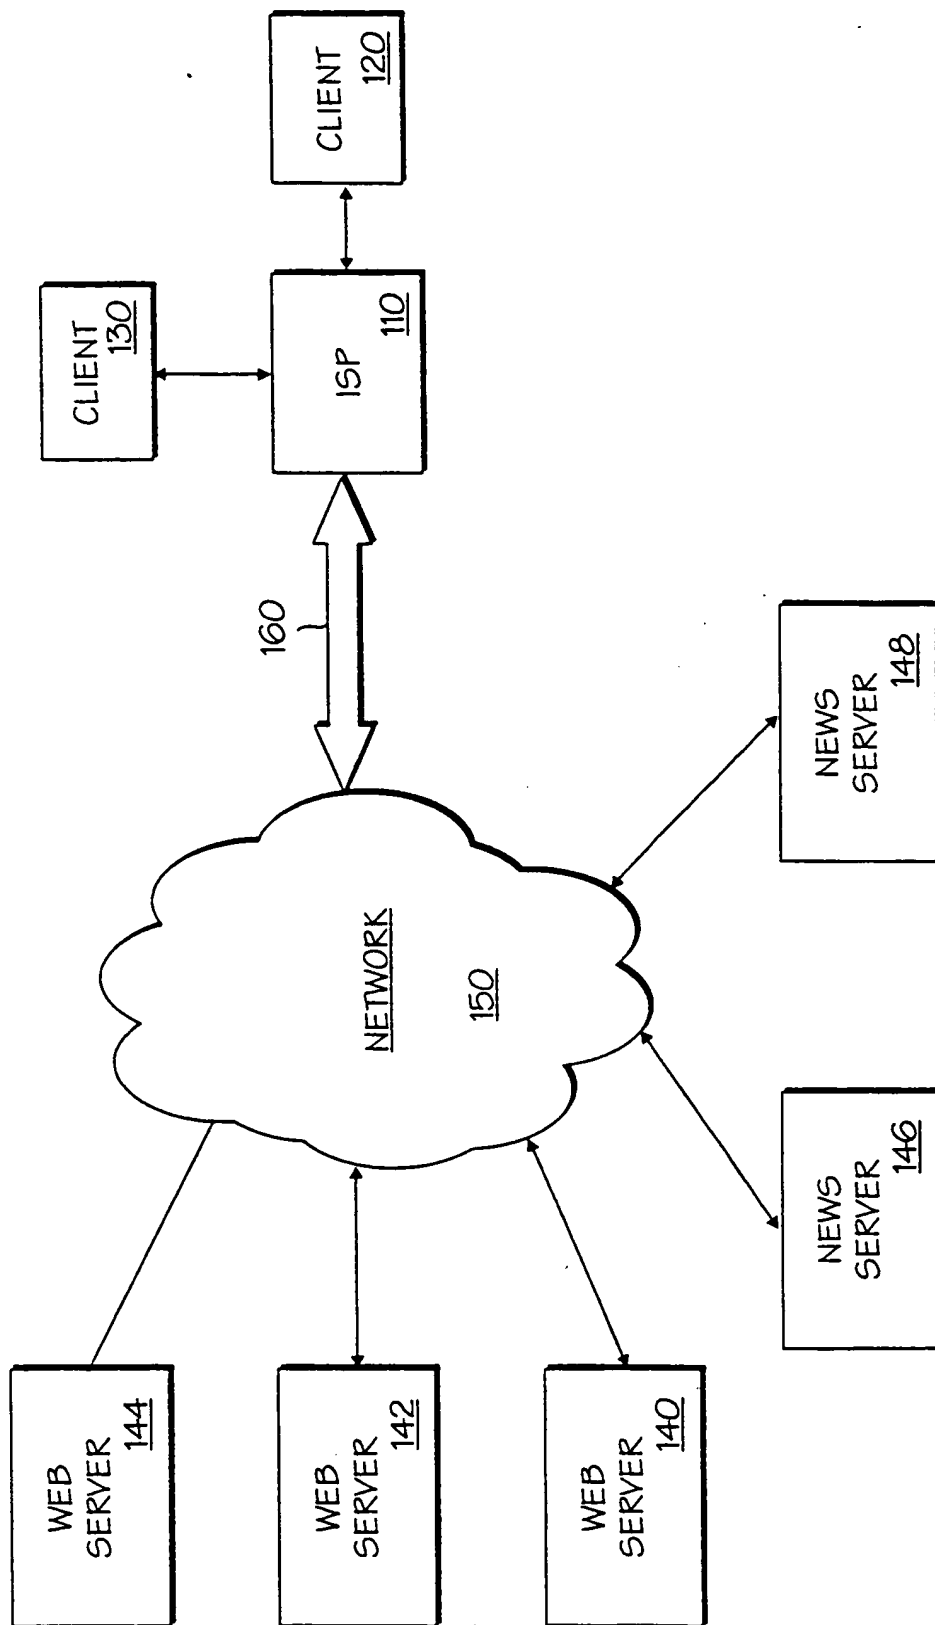 CLIENT
130
CLIENT
120
ISP
110
160
NETWORK
150
WEB
SERVER
144
WEB
SERVER
142
WEB
SERVER
140
NEWS
SERVER
146
NEWS
SERVER
148